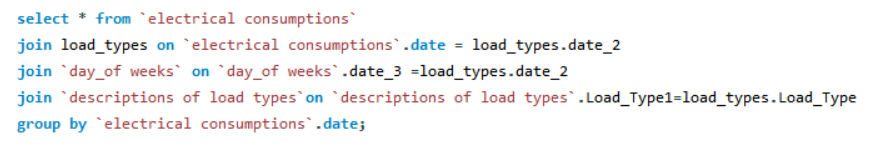 select * from `electrical consumptions`
join load_types on `electrical consumptions`.date = load_types.date_2
join `day_of weeks` on `day_of weeks`.date_3 =load_types.date_2
join `descriptions of load types`on `descriptions of load types`.Load_Type1=load_types.Load_Type
group by `electrical consumptions`.date;